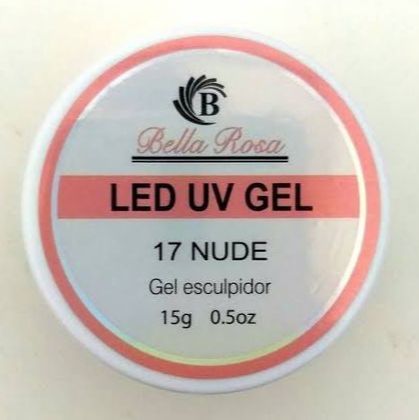 B
Bella Rosa
LED UV GEL
17 NUDE
Gel esculpidor
15g 0.5oz